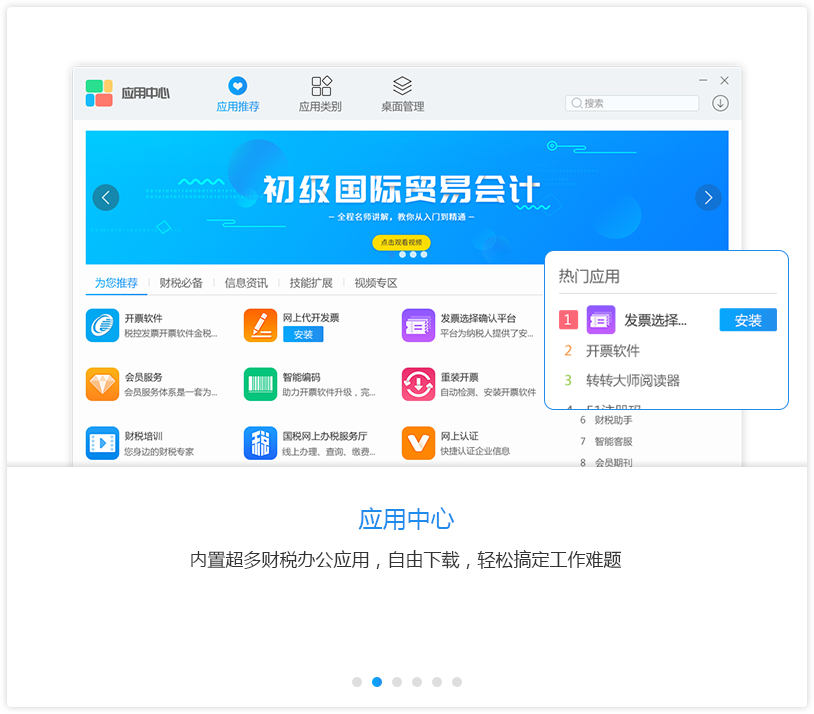 应用中心
应用推荐
应用类别
桌面管理
搜索
初级国际贸易会计
全程名师讲解，教你从入门到精通
点击观看视频
为您推荐
财税必备
信息资讯
技能扩展
视频专区
开票软件
税控发票开票软件金税...
网上代开发票
安装
发票选择确认平台
平台为纳税人提供了安...
会员服务
会员服务体系是一套为...
智能编码
助力开票软件升级，完...
重装开票
自动检测、安装开票软件
财税培训
您身边的财税专家
国税网上办税服务厅
线上办理、查询、缴费...
网上认证
快捷认证企业信息
热门应用
1 发票选择... 安装
2 开票软件
3 转转大师阅读器
6 财税助手
7 智能客服
8 会员期刊
应用中心
内置超多财税办公应用，自由下载，轻松搞定工作难题